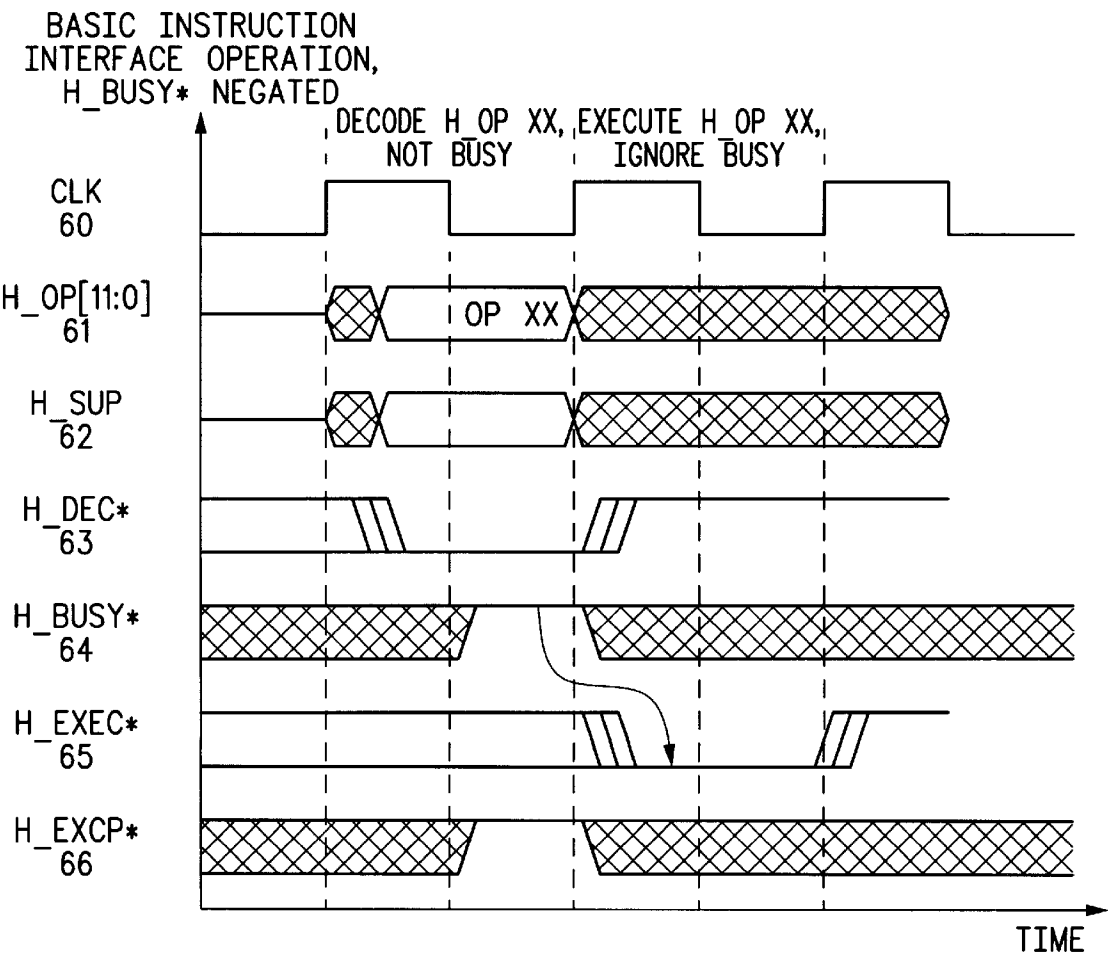 BASIC INSTRUCTION
INTERFACE OPERATION,
H_BUSY* NEGATED
DECODE H_OP XX,
NOT BUSY
EXECUTE H_OP XX,
IGNORE BUSY
CLK
60
H_OP[11:0]
61
OP XX
H_SUP
62
H_DEC*
63
H_BUSY*
64
H_EXEC*
65
H_EXCP*
66
TIME